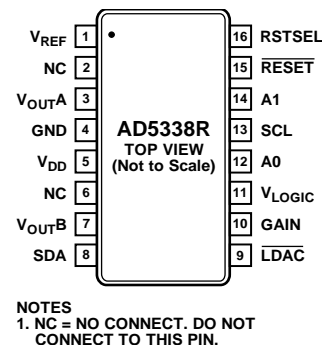 VREF 1
NC 2
VOUTA 3
GND 4
VDD 5
NC 6
VOUTB 7
SDA 8
AD5338R
TOP VIEW
(Not to Scale)
16 RSTSEL
15 RESET
14 A1
13 SCL
12 A0
11 VLOGIC
10 GAIN
9 LDAC
NOTES
1. NC = NO CONNECT. DO NOT
CONNECT TO THIS PIN.